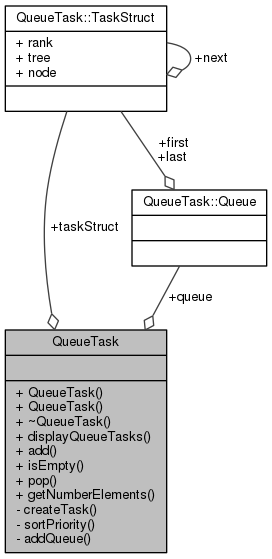 QueueTask::TaskStruct
+ rank
+ tree
+ node
+next
+first
+last
QueueTask::Queue
+taskStruct
+queue
QueueTask
+ QueueTask()
+ QueueTask()
+ ~QueueTask()
+ displayQueueTasks()
+ add()
+ isEmpty()
+ pop()
+ getNumberElements()
- createTask()
- sortPriority()
- addQueue()